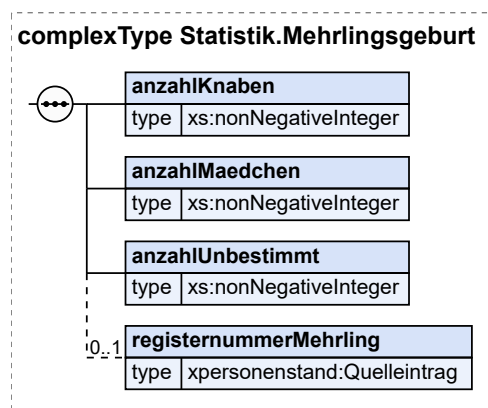 complexType Statistik.Mehrlingsgeburt
anzahlKnaben
type xs:nonNegativeInteger
anzahlMaedchen
type xs:nonNegativeInteger
anzahlUnbestimmt
type xs:nonNegativeInteger
0..1 registernummerMehrling
type xpersonenstand:Quelleintrag